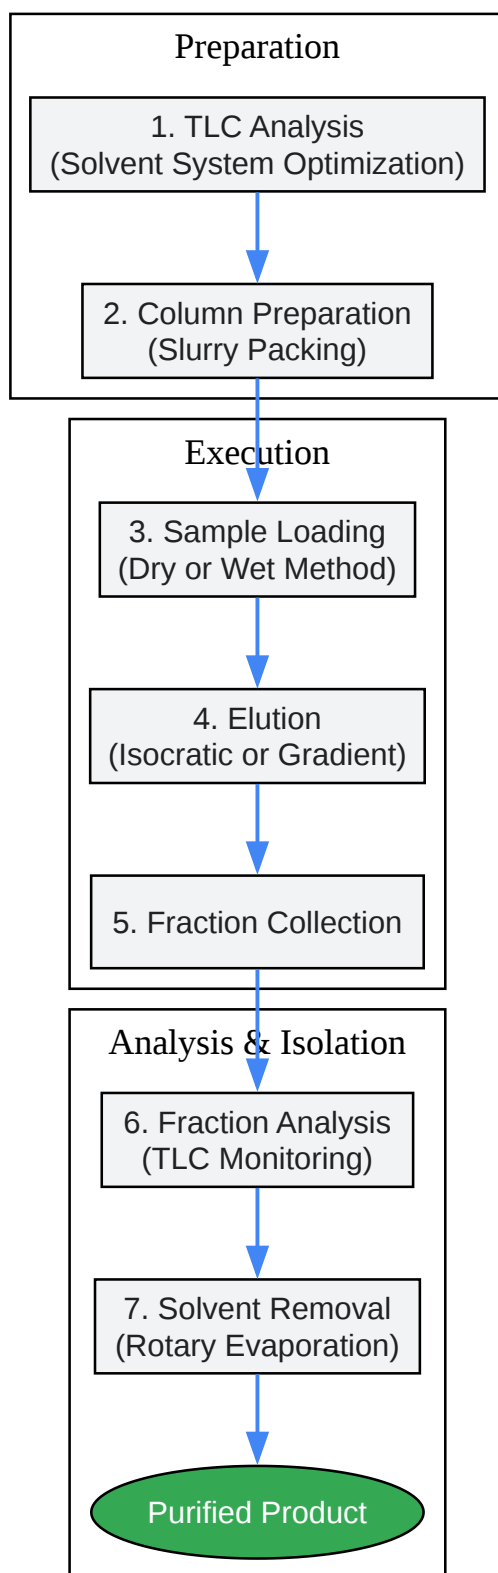 Preparation
1. TLC Analysis
(Solvent System Optimization)
2. Column Preparation
(Slurry Packing)
Execution
3. Sample Loading
(Dry or Wet Method)
4. Elution
(Isocratic or Gradient)
5. Fraction Collection
Analysis & Isolation
6. Fraction Analysis
(TLC Monitoring)
7. Solvent Removal
(Rotary Evaporation)
Purified Product